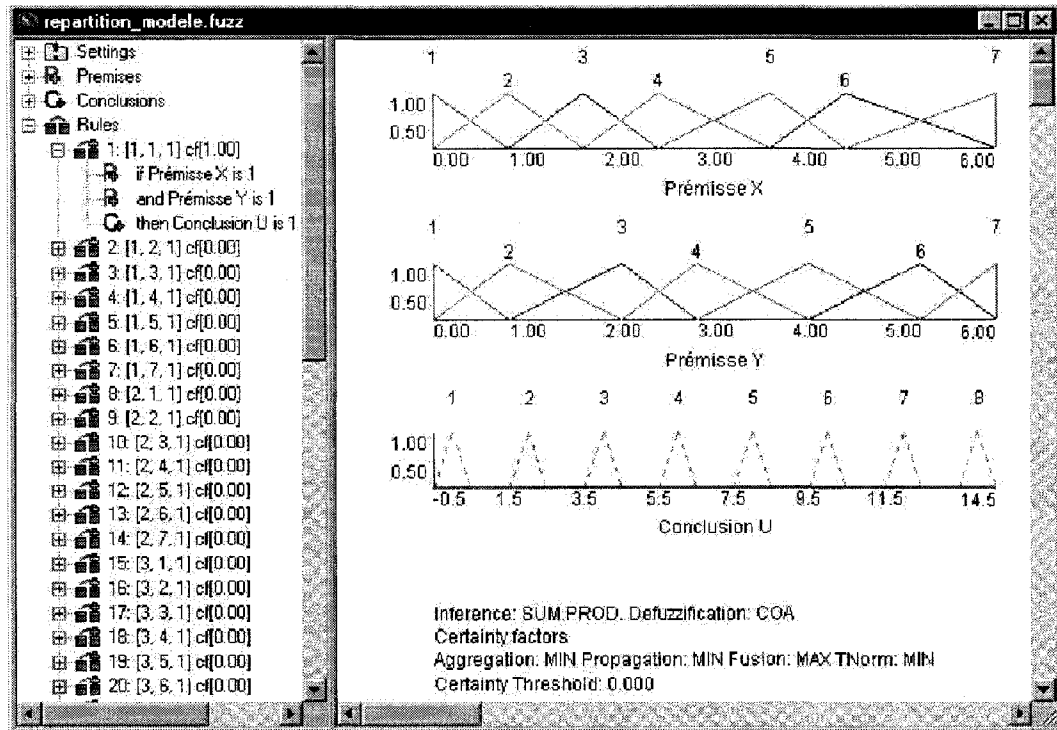 repartition_modele.fuzz
Settings
Premises
Conclusions
Rules
1: [1, 1, 1] cf[1.00]
if Prémisse X is 1
and Prémisse Y is 1
then Conclusion U is 1
2: [1, 2, 1] cf[0.00]
3: [1, 3, 1] cf[0.00]
4: [1, 4, 1] cf[0.00]
5: [1, 5, 1] cf[0.00]
6: [1, 6, 1] cf[0.00]
7: [1, 7, 1] cf[0.00]
8: [2, 1, 1] cf[0.00]
9: [2, 2, 1] cf[0.00]
10: [2, 3, 1] cf[0.00]
11: [2, 4, 1] cf[0.00]
12: [2, 5, 1] cf[0.00]
13: [2, 6, 1] cf[0.00]
14: [2, 7, 1] cf[0.00]
15: [3, 1, 1] cf[0.00]
16: [3, 2, 1] cf[0.00]
17: [3, 3, 1] cf[0.00]
18: [3, 4, 1] cf[0.00]
19: [3, 5, 1] cf[0.00]
20: [3, 6, 1] cf[0.00]
1 3 5 7
2 4 6
1.00
0.50
0.00 1.00 2.00 3.00 4.00 5.00 6.00
Prémisse X
1 3 5 7
2 4 6
1.00
0.50
0.00 1.00 2.00 3.00 4.00 5.00 6.00
Prémisse Y
1 2 3 4 5 6 7 8
1.00
0.50
-0.5 1.5 3.5 5.5 7.5 9.5 11.5 14.5
Conclusion U
Inference: SUM.PROD. Defuzzification: COA
Certainty factors
Aggregation: MIN Propagation: MIN Fusion: MAX TNorm: MIN
Certainty Threshold: 0.000